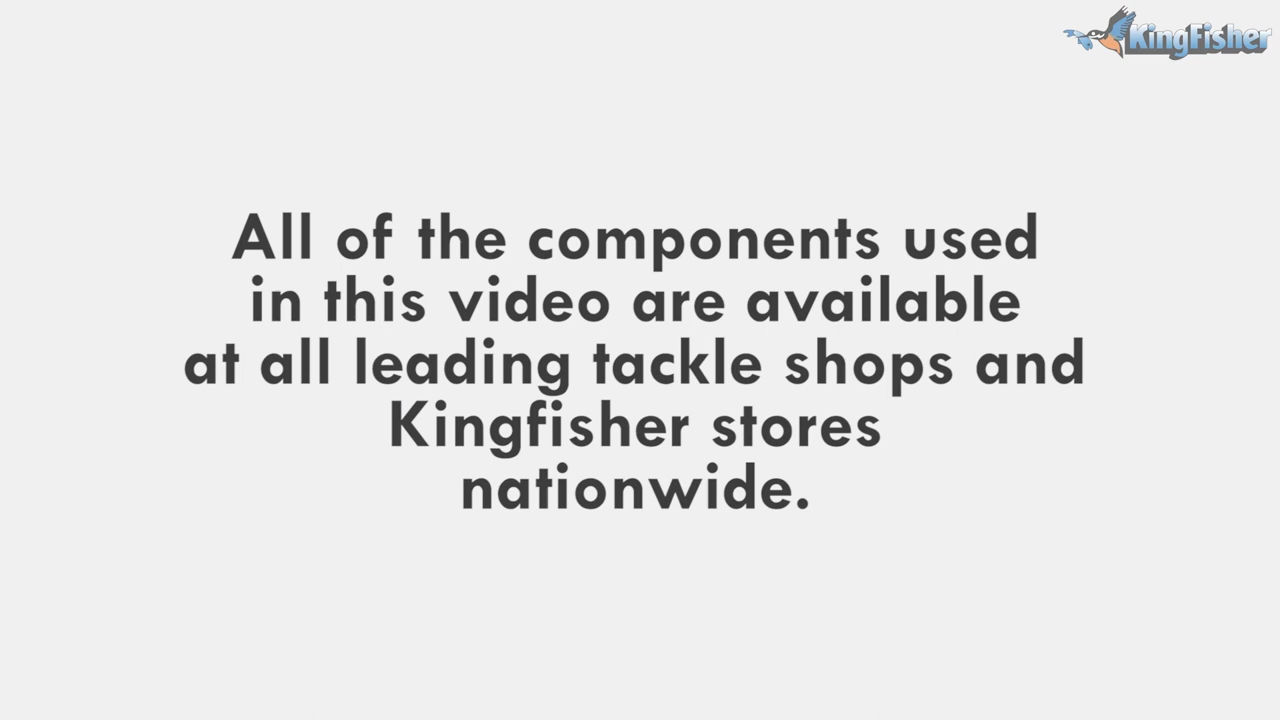 KingFisher
All of the components used
in this video are available
at all leading tackle shops and
Kingfisher stores
nationwide.